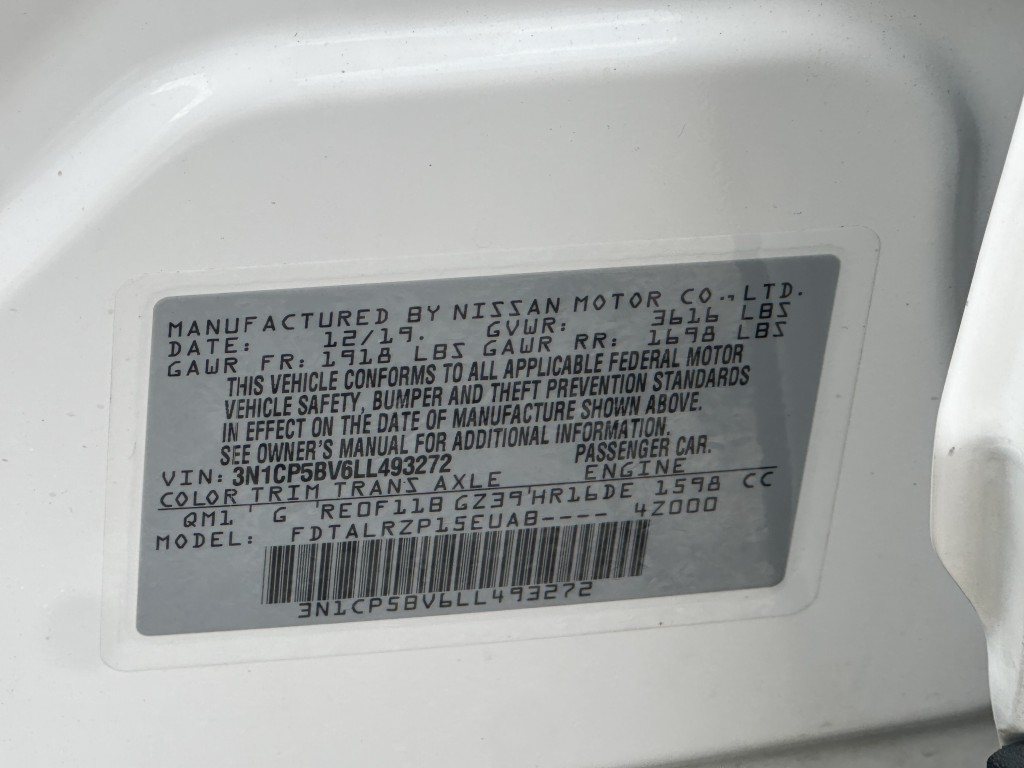 MANUFACTURED BY NISSAN MOTOR CO., LTD.
DATE: 12/19. GVWR: 3616 LBS
GAWR FR: 1918 LBS GAWR RR: 1698 LBS
THIS VEHICLE CONFORMS TO ALL APPLICABLE FEDERAL MOTOR
VEHICLE SAFETY, BUMPER AND THEFT PREVENTION STANDARDS
IN EFFECT ON THE DATE OF MANUFACTURE SHOWN ABOVE.
SEE OWNER'S MANUAL FOR ADDITIONAL INFORMATION.
VIN: 3N1CP5BV6LL493272 PASSENGER CAR.
COLOR TRIM TRANS AXLE ENGINE
QM1 ' G 'RE0F11B GZ39'HR16DE 1598 CC
MODEL: FDTALRZP15EUAB---- 4Z000
3N1CP5BV6LL493272